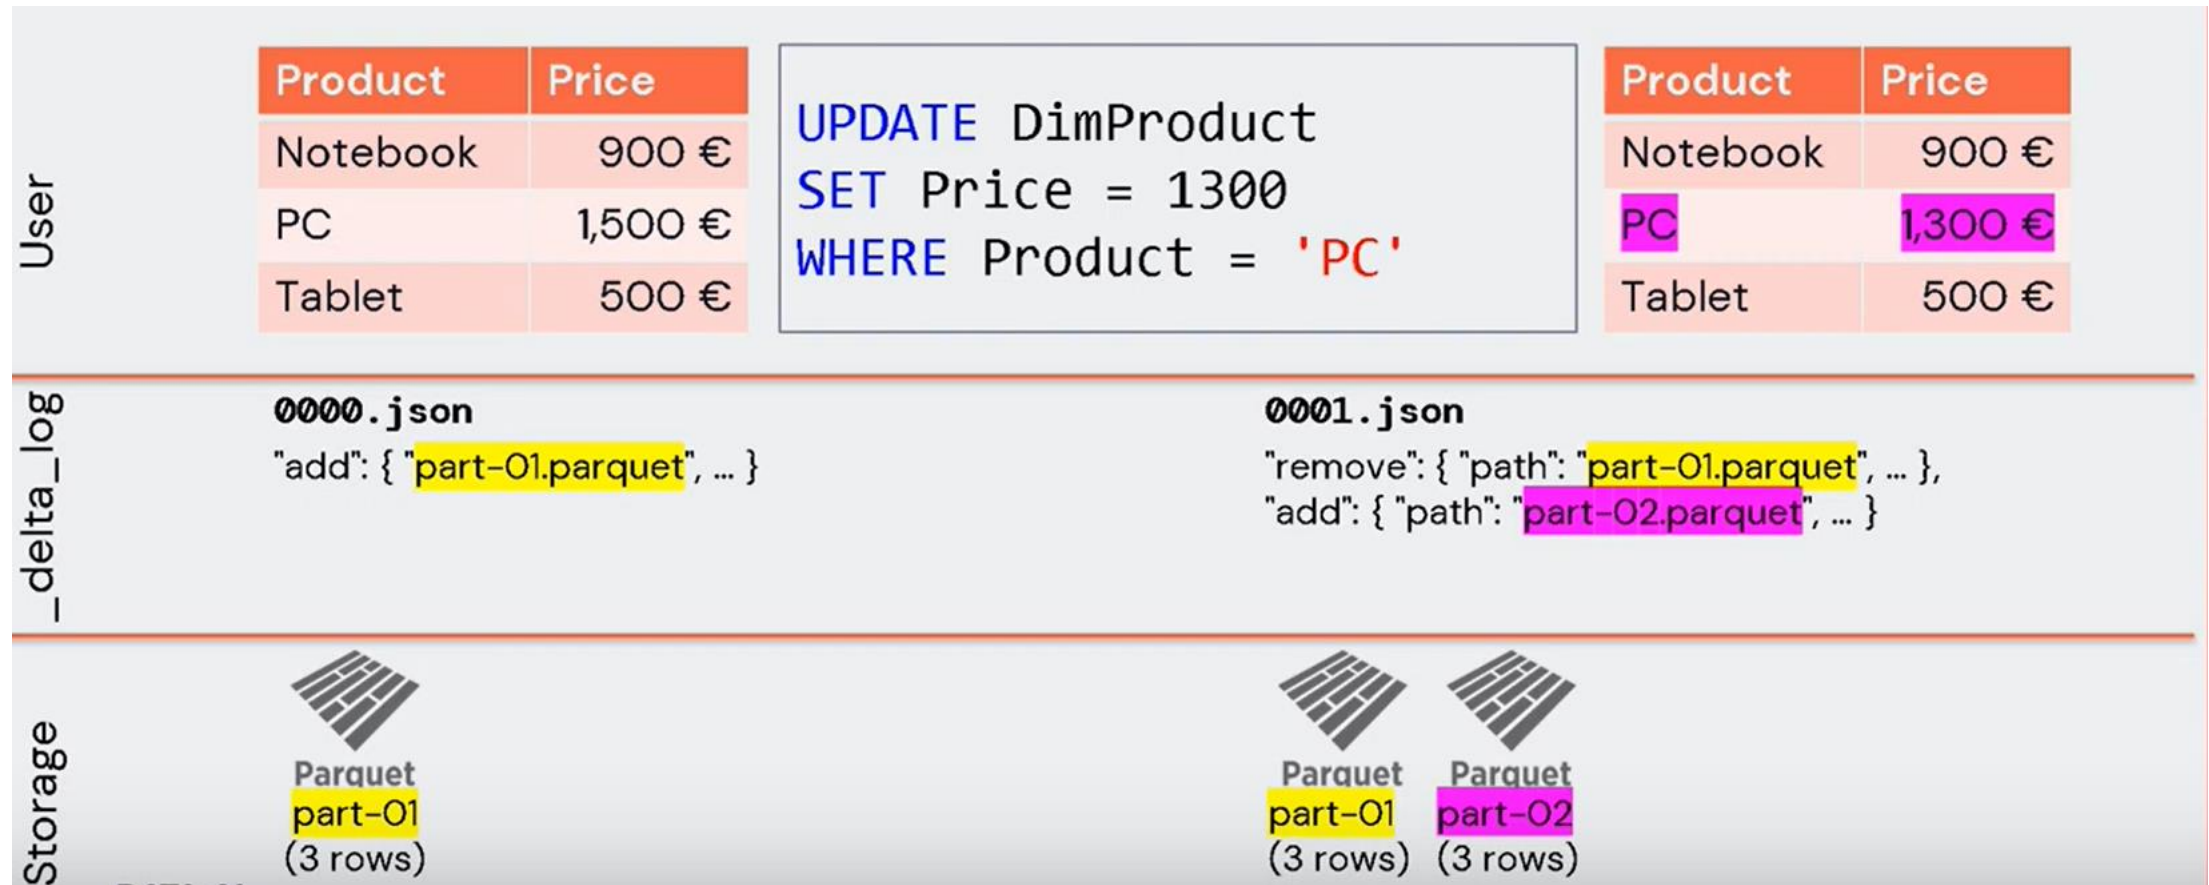 User
Product Price
Notebook 900 €
PC 1,500 €
Tablet 500 €
UPDATE DimProduct
SET Price = 1300
WHERE Product = 'PC'
Product Price
Notebook 900 €
PC 1,300 €
Tablet 500 €
_delta_log
0000.json
"add": { "part-01.parquet", ... }
0001.json
"remove": { "path": "part-01.parquet", ... },
"add": { "path": "part-02.parquet", ... }
Storage
Parquet
part-01
(3 rows)
Parquet
part-01
(3 rows)
Parquet
part-02
(3 rows)